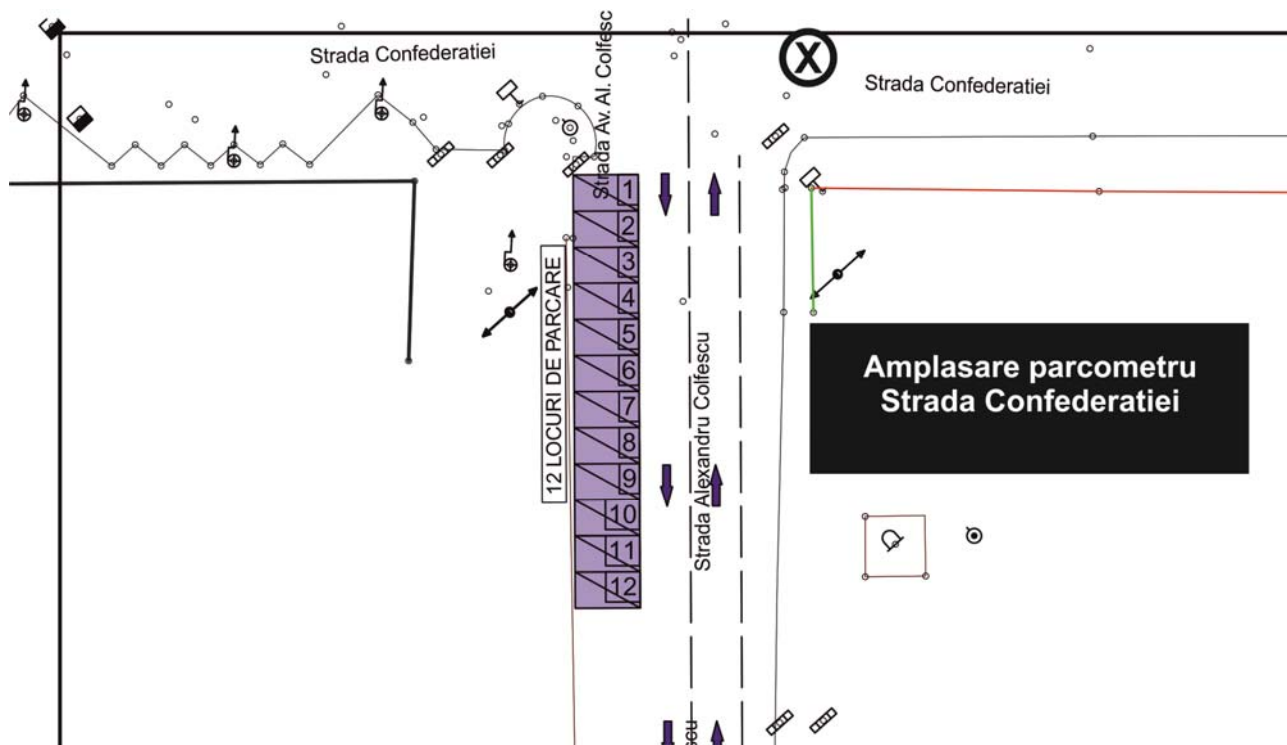 Strada Confederatiei
Strada Av. Al. Colfesc
X
Strada Confederatiei
1
2
3
4
5
6
7
8
9
10
11
12
12 LOCURI DE PARCARE
Strada Alexandru Colfescu
Amplasare parcometru
Strada Confederatiei
scu